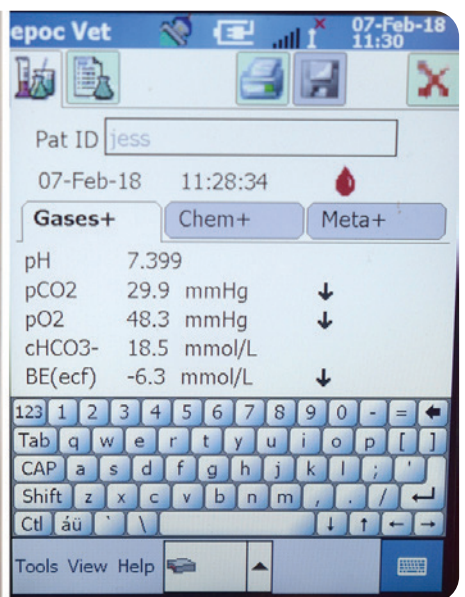 epoc Vet 07-Feb-18
11:30
Pat ID jess
07-Feb-18 11:28:34
Gases+ Chem+ Meta+
pH 7.399
pCO2 29.9 mmHg ↓
pO2 48.3 mmHg ↓
cHCO3- 18.5 mmol/L
BE(ecf) -6.3 mmol/L ↓
123 1 2 3 4 5 6 7 8 9 0 - = ←
Tab q w e r t y u i o p [ ]
CAP a s d f g h j k l ; '
Shift z x c v b n m , . / ↵
Ctl áü ` \ ↓ ↑ ← →
Tools View Help